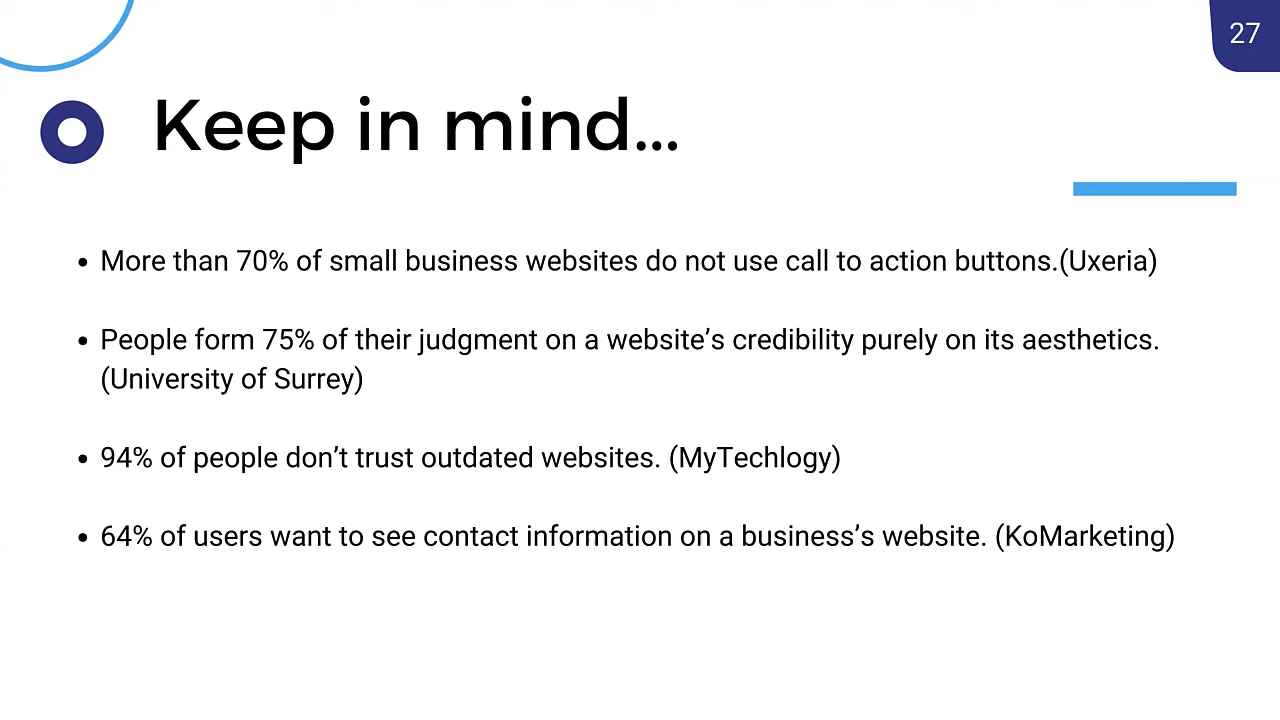 27
Keep in mind...
• More than 70% of small business websites do not use call to action buttons.(Uxeria)
• People form 75% of their judgment on a website’s credibility purely on its aesthetics.
(University of Surrey)
• 94% of people don’t trust outdated websites. (MyTechlogy)
• 64% of users want to see contact information on a business’s website. (KoMarketing)